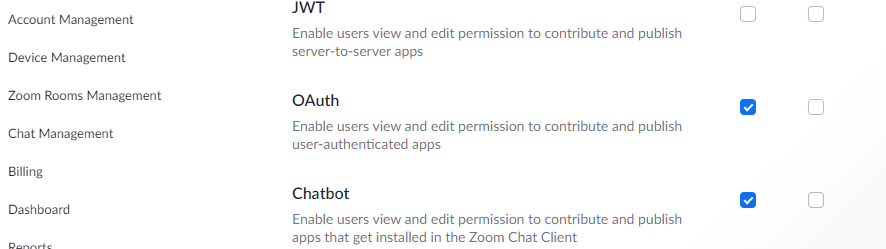 Account Management
Device Management
Zoom Rooms Management
Chat Management
Billing
Dashboard
Reports
JWT
Enable users view and edit permission to contribute and publish
server-to-server apps
OAuth
Enable users view and edit permission to contribute and publish
user-authenticated apps
Chatbot
Enable users view and edit permission to contribute and publish
apps that get installed in the Zoom Chat Client